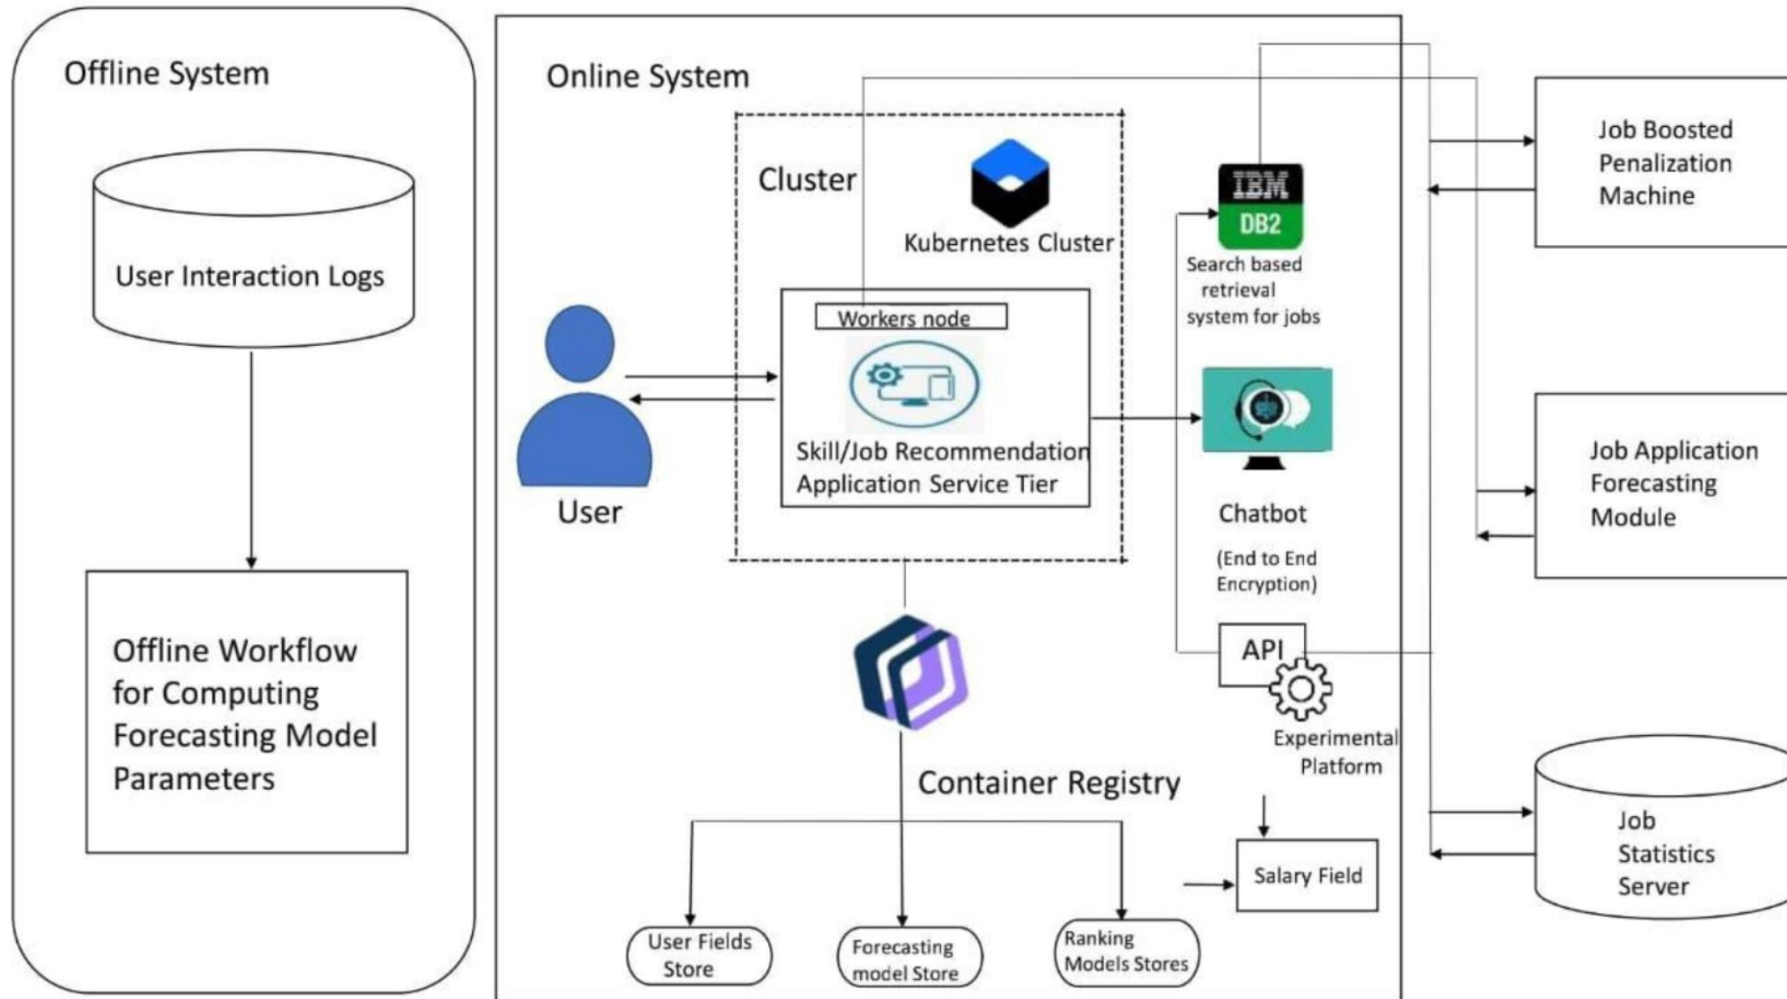 Offline System
User Interaction Logs
Offline Workflow
for Computing
Forecasting Model
Parameters
Online System
Cluster
Kubernetes Cluster
Workers node
Skill/Job Recommendation
Application Service Tier
User
IBM
DB2
Search based
retrieval
system for jobs
Chatbot
(End to End
Encryption)
API
Experimental
Platform
Container Registry
Salary Field
User Fields
Store
Forecasting
model Store
Ranking
Models Stores
Job Boosted
Penalization
Machine
Job Application
Forecasting
Module
Job
Statistics
Server